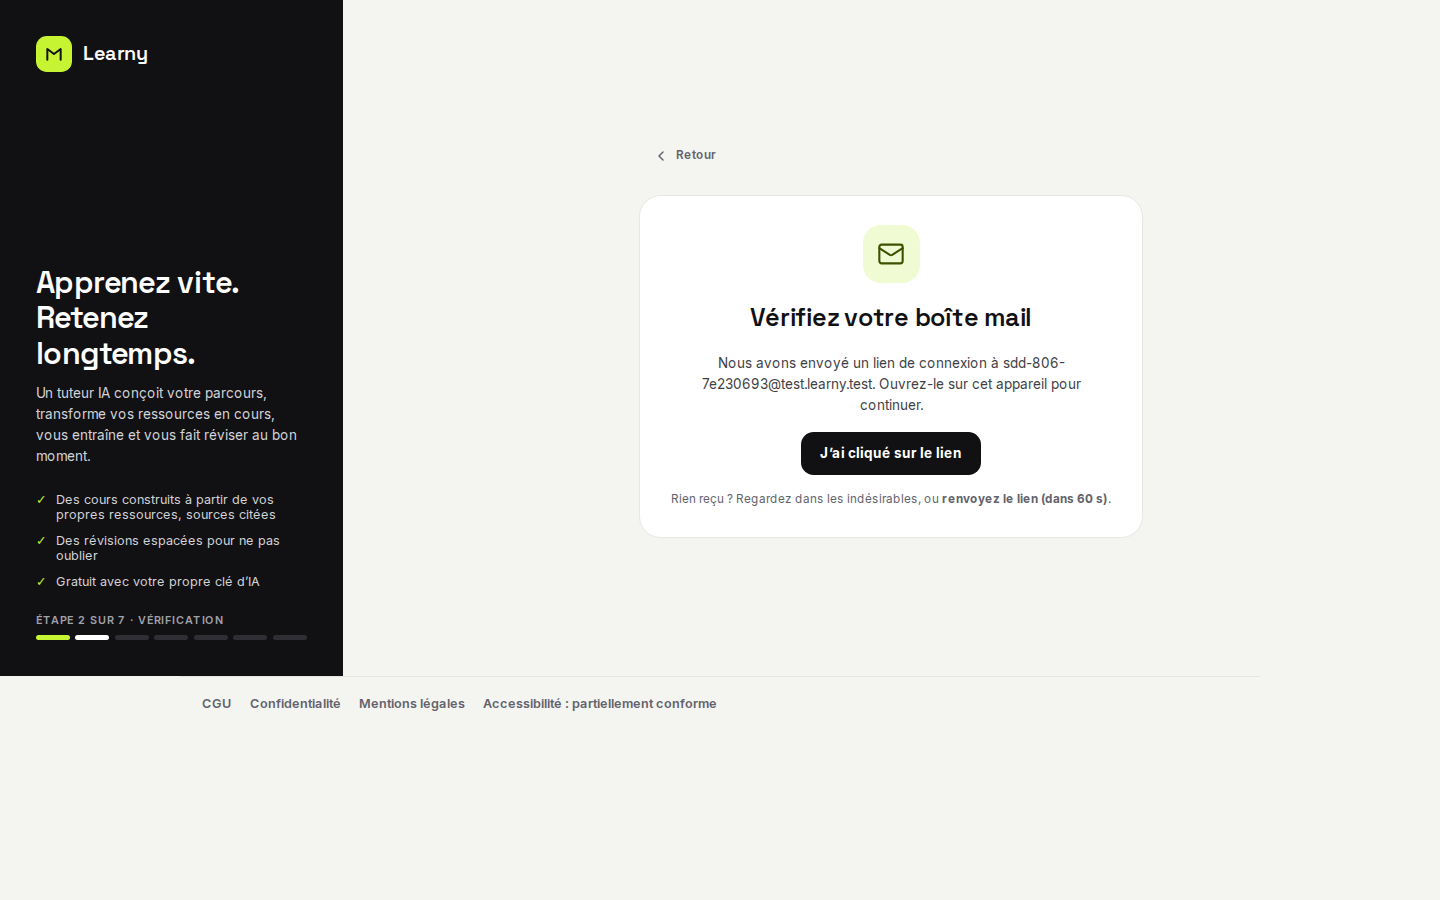 Learny
Apprenez vite.
Retenez
longtemps.
Un tuteur IA conçoit votre parcours,
transforme vos ressources en cours,
vous entraîne et vous fait réviser au bon
moment.
✓ Des cours construits à partir de vos
propres ressources, sources citées
✓ Des révisions espacées pour ne pas
oublier
✓ Gratuit avec votre propre clé d’IA
ÉTAPE 2 SUR 7 · VÉRIFICATION
Retour
Vérifiez votre boîte mail
Nous avons envoyé un lien de connexion à sdd-806-
7e230693@test.learny.test. Ouvrez-le sur cet appareil pour
continuer.
J’ai cliqué sur le lien
Rien reçu ? Regardez dans les indésirables, ou renvoyez le lien (dans 60 s).
CGU Confidentialité Mentions légales Accessibilité : partiellement conforme